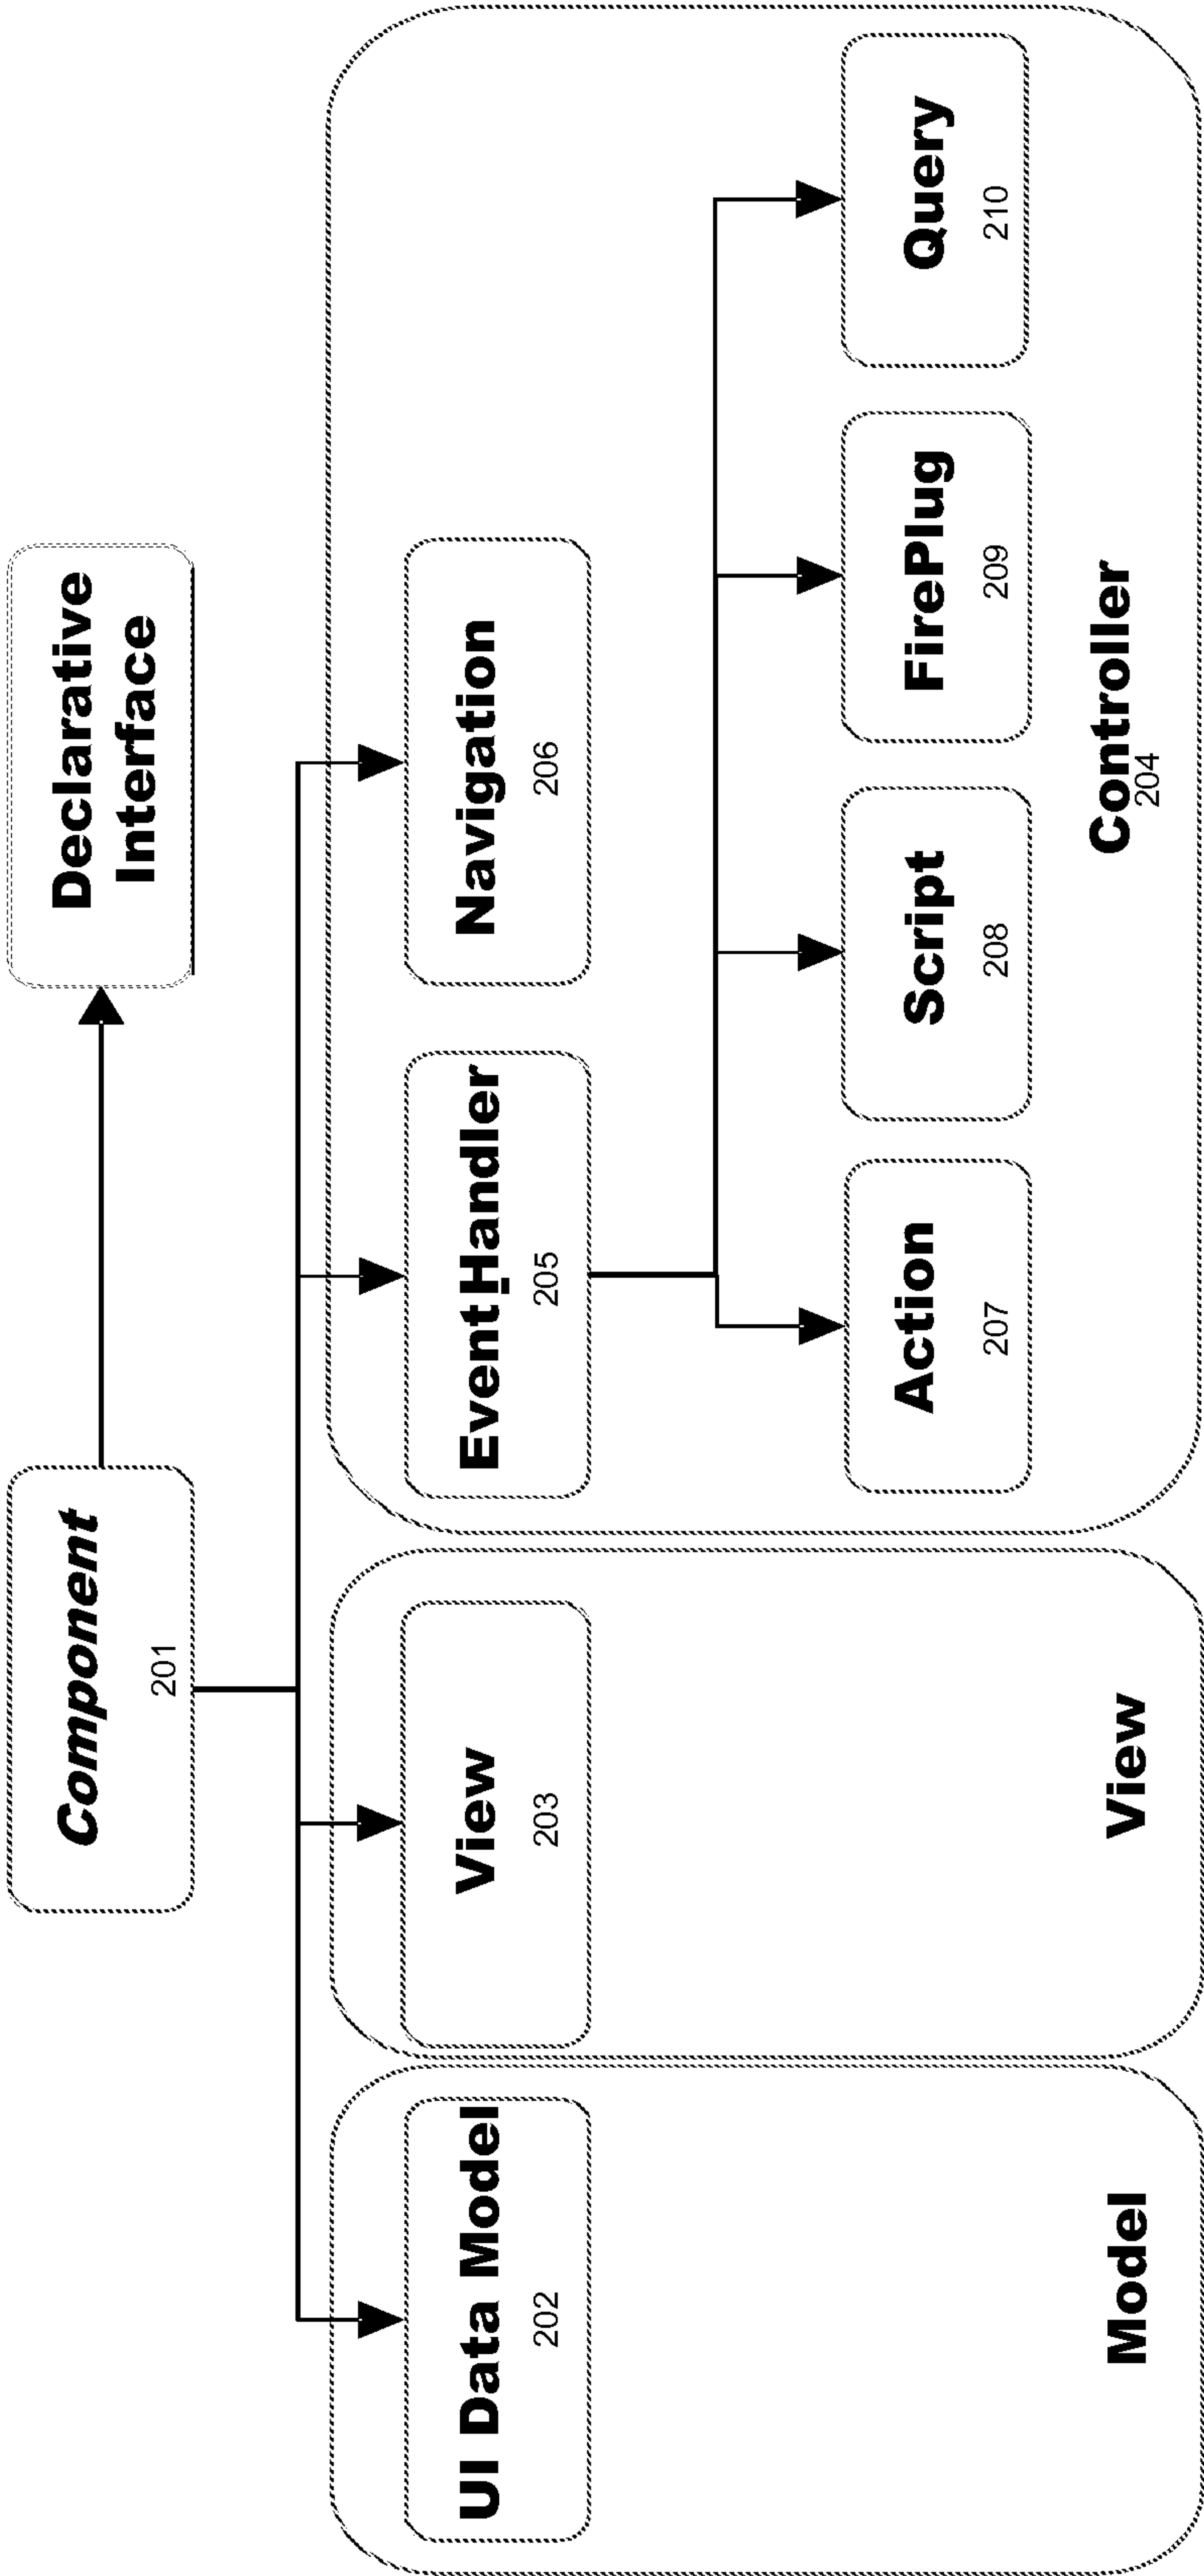 Component
201
Declarative
Interface
UI Data Model
202
View
203
Event Handler
205
Navigation
206
Action
207
Script
208
FirePlug
209
Query
210
Model
View
Controller
204